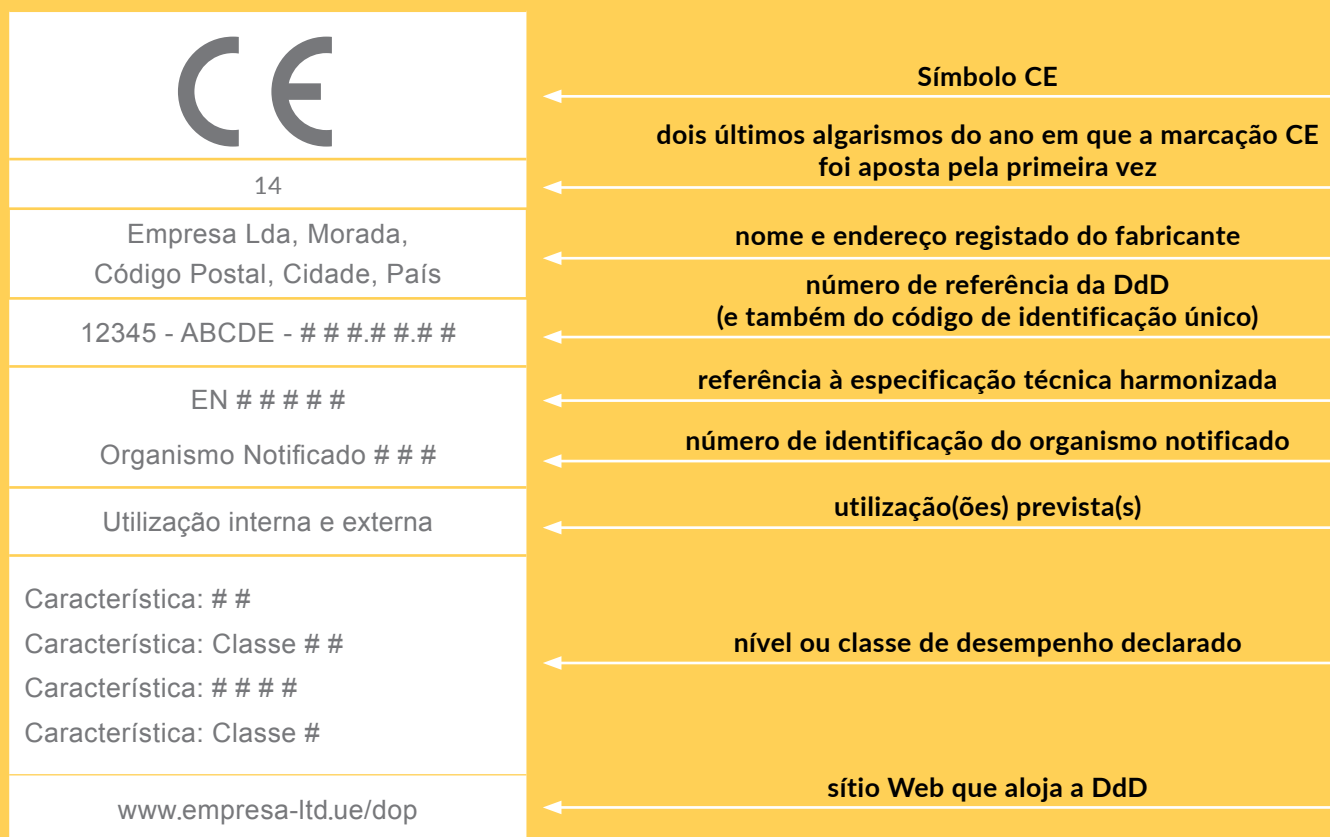 CE
Símbolo CE
14
dois últimos algarismos do ano em que a marcação CE
foi aposta pela primeira vez
Empresa Lda, Morada,
Código Postal, Cidade, País
nome e endereço registado do fabricante
12345 - ABCDE - # # #.# #.# #
número de referência da DdD
(e também do código de identificação único)
EN # # # # #
referência à especificação técnica harmonizada
Organismo Notificado # # #
número de identificação do organismo notificado
Utilização interna e externa
utilização(ões) prevista(s)
Característica: # #
Característica: Classe # #
Característica: # # # #
Característica: Classe #
nível ou classe de desempenho declarado
www.empresa-ltd.ue/dop
sítio Web que aloja a DdD